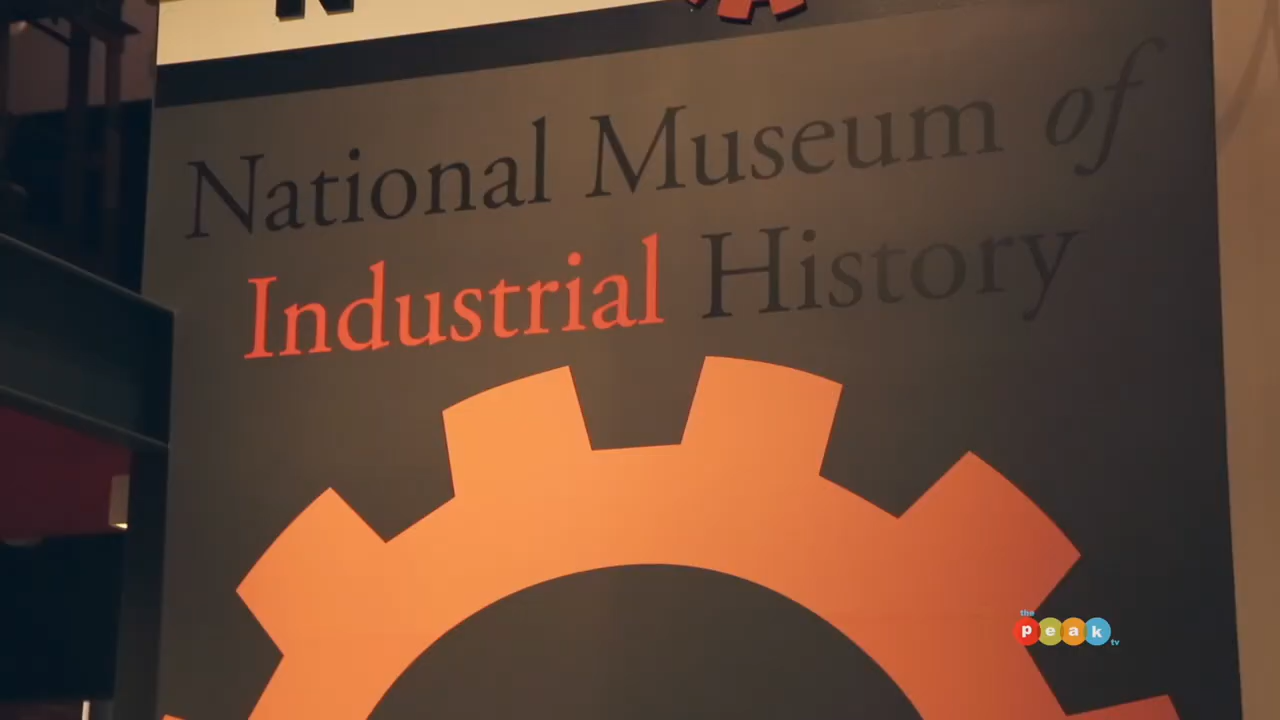 National Museum of
Industrial History
the
peak
tv